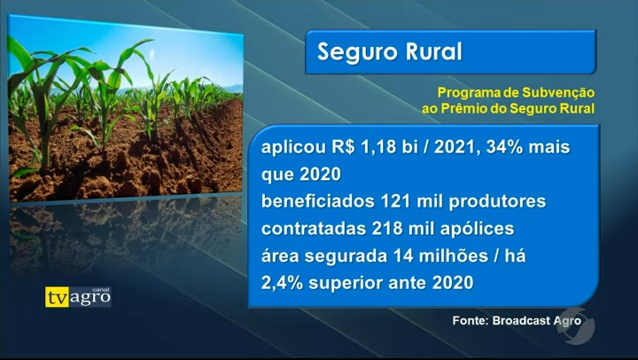 Seguro Rural
Programa de Subvenção
ao Prêmio do Seguro Rural
aplicou R$ 1,18 bi / 2021, 34% mais
que 2020
beneficiados 121 mil produtores
contratadas 218 mil apólices
área segurada 14 milhões / há
2,4% superior ante 2020
canal
tv agro
Fonte: Broadcast Agro